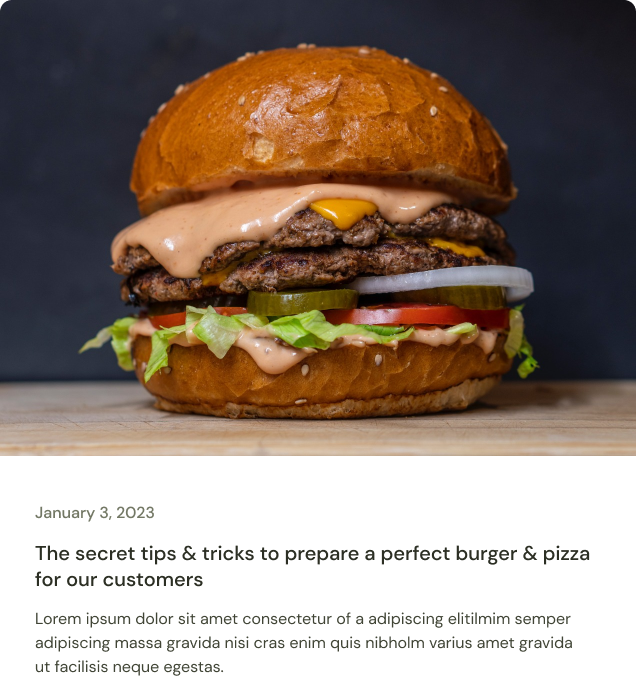 January 3, 2023
The secret tips & tricks to prepare a perfect burger & pizza
for our customers
Lorem ipsum dolor sit amet consectetur of a adipiscing elitilmim semper
adipiscing massa gravida nisi cras enim quis nibholm varius amet gravida
ut facilisis neque egestas.